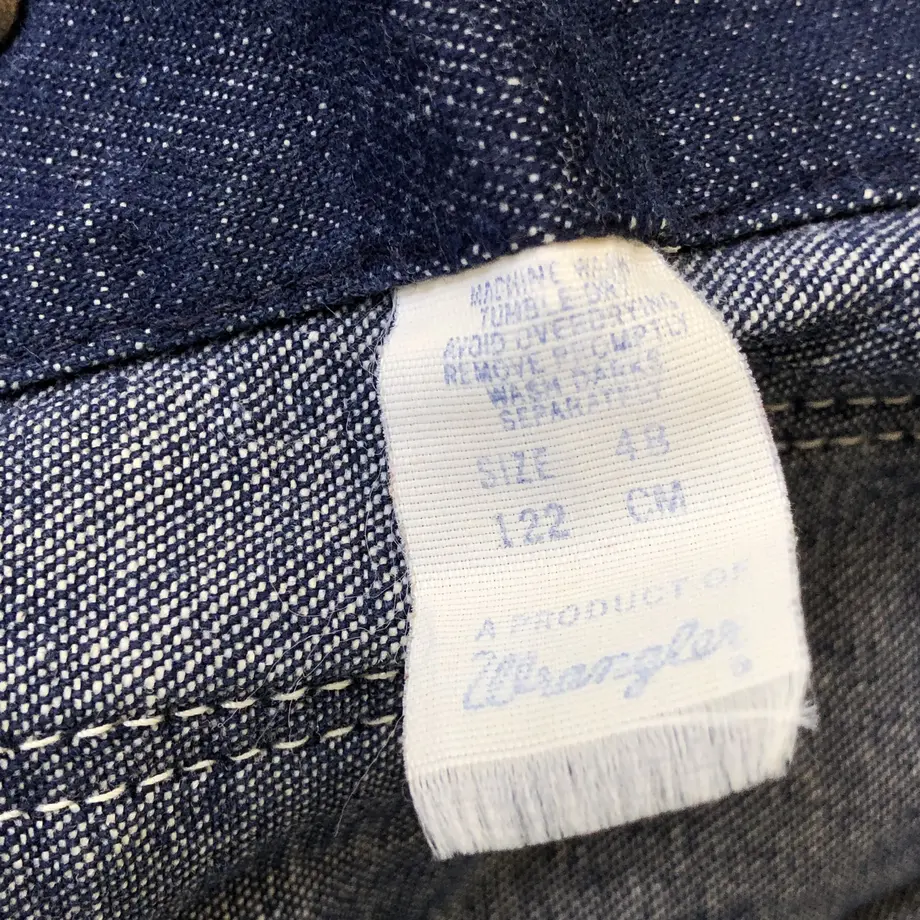 MACHINE WASH
TUMBLE DRY
AVOID OVERDRYING
REMOVE PROMPTLY
WASH DARKS
SEPARATELY
SIZE 48
122 CM
A PRODUCT OF
Wrangler®